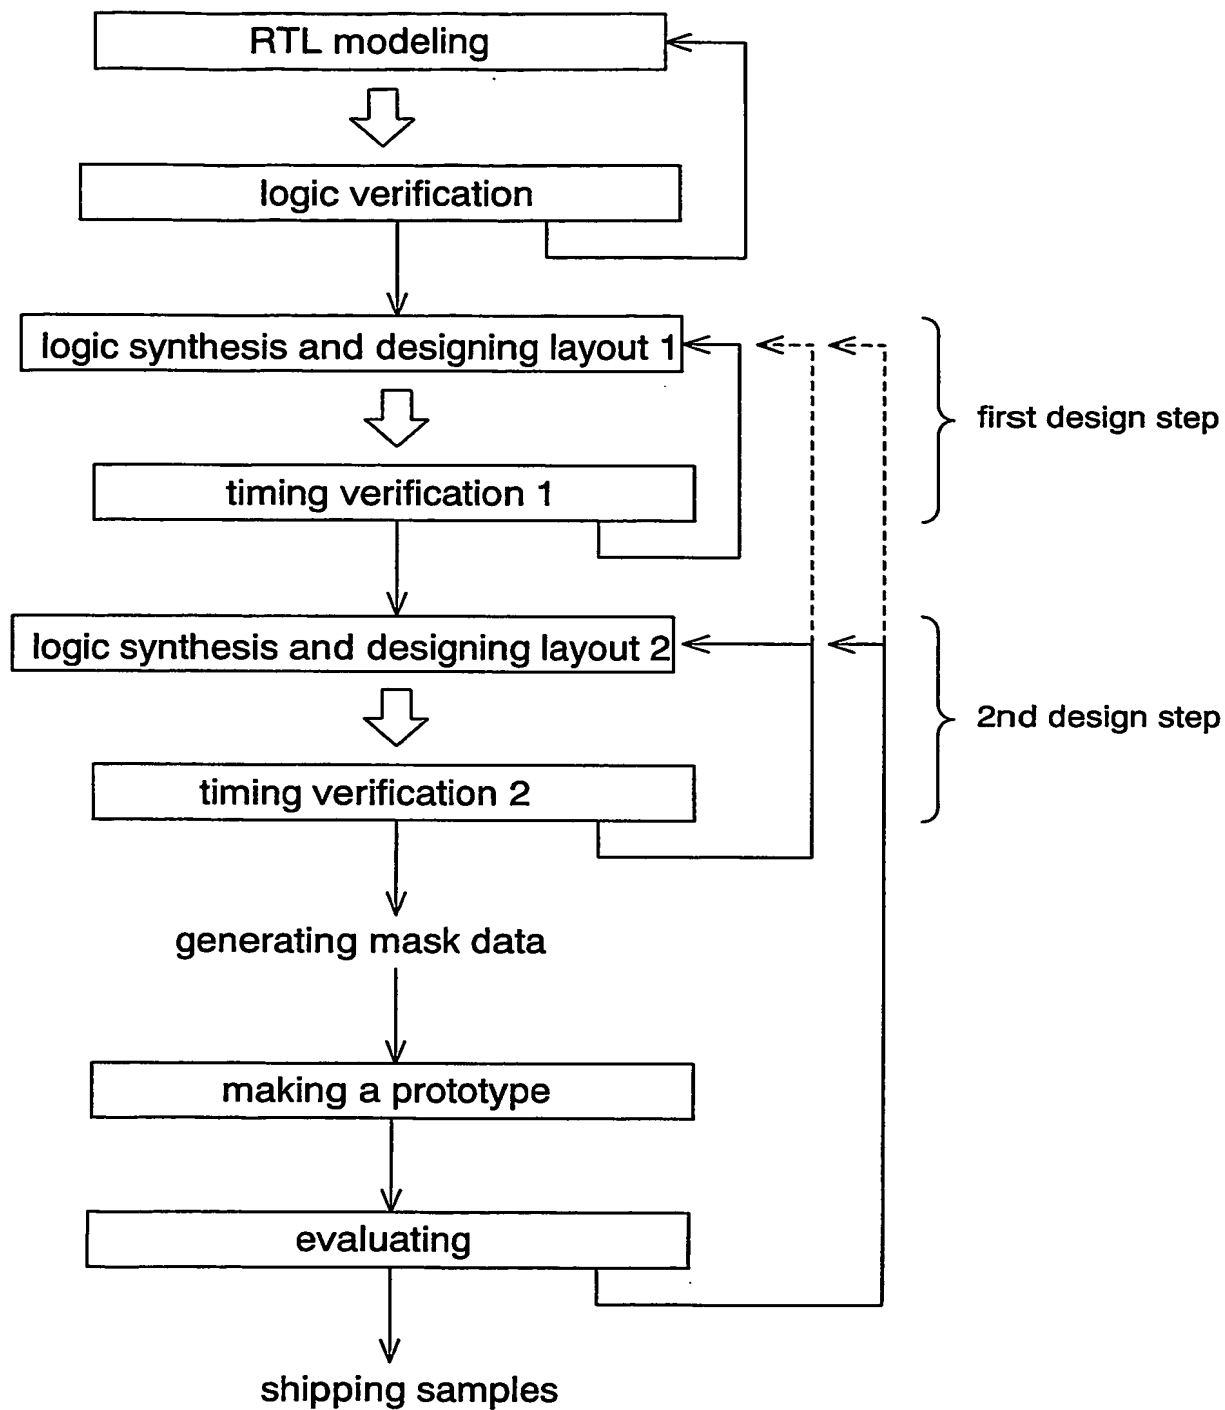 RTL modeling
logic verification
logic synthesis and designing layout 1
first design step
timing verification 1
logic synthesis and designing layout 2
2nd design step
timing verification 2
generating mask data
making a prototype
evaluating
shipping samples